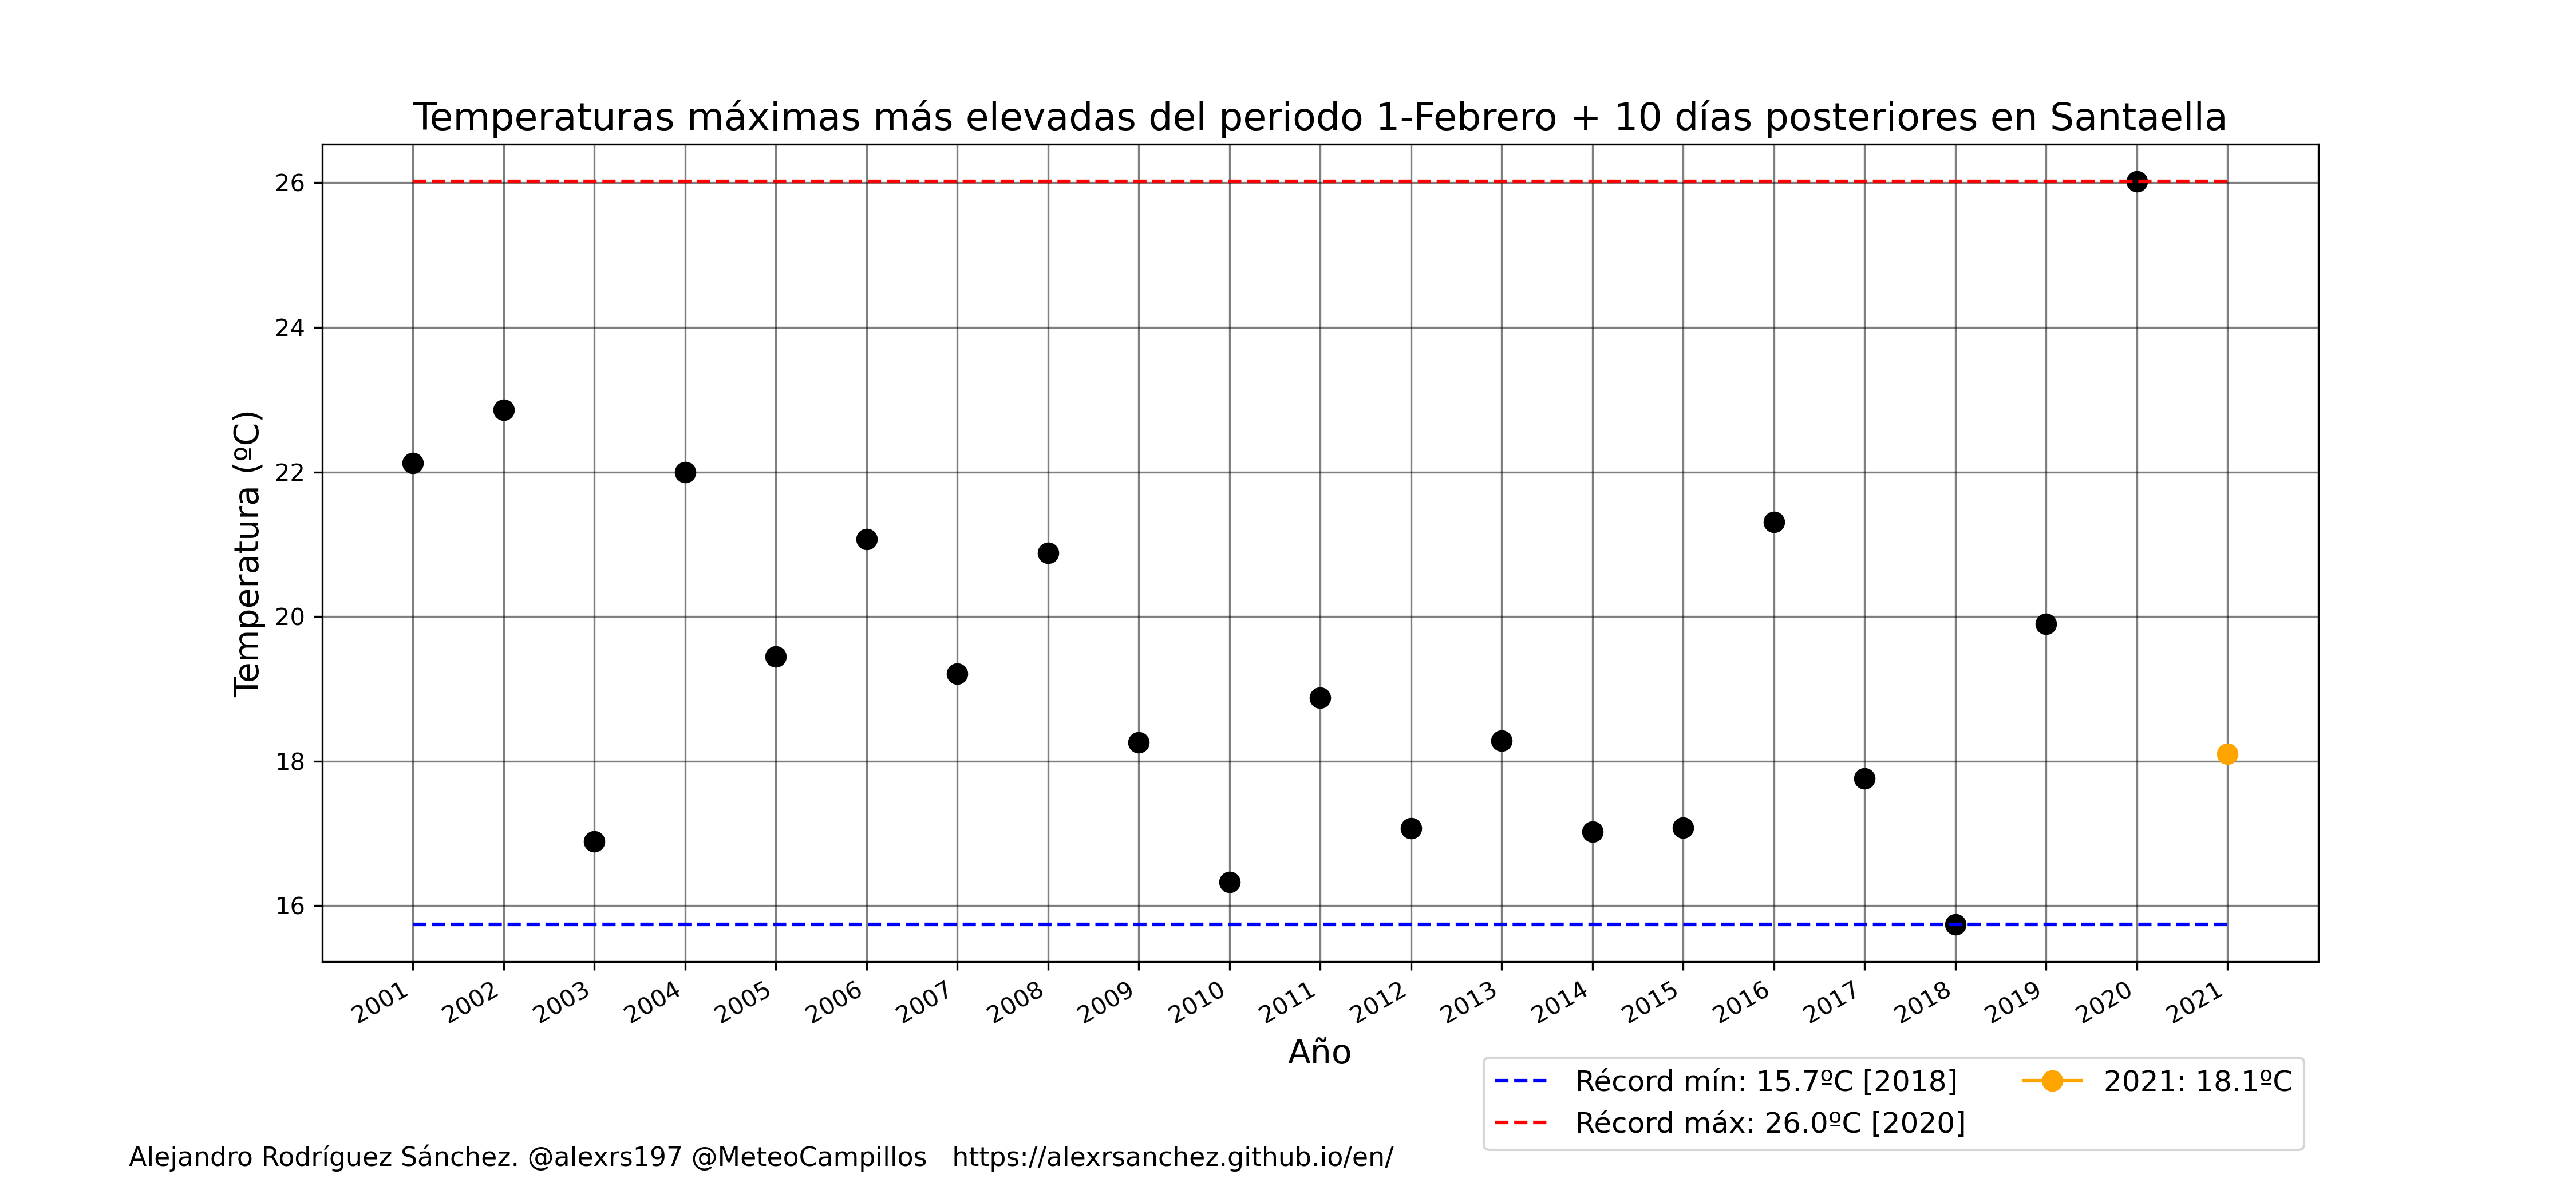 Temperaturas máximas más elevadas del periodo 1-Febrero + 10 días posteriores en Santaella
Temperatura (ºC)
26
24
22
20
18
16
2001 2002 2003 2004 2005 2006 2007 2008 2009 2010 2011 2012 2013 2014 2015 2016 2017 2018 2019 2020 2021
Año
Récord mín: 15.7ºC [2018]
Récord máx: 26.0ºC [2020]
2021: 18.1ºC
Alejandro Rodríguez Sánchez. @alexrs197 @MeteoCampillos https://alexrsanchez.github.io/en/